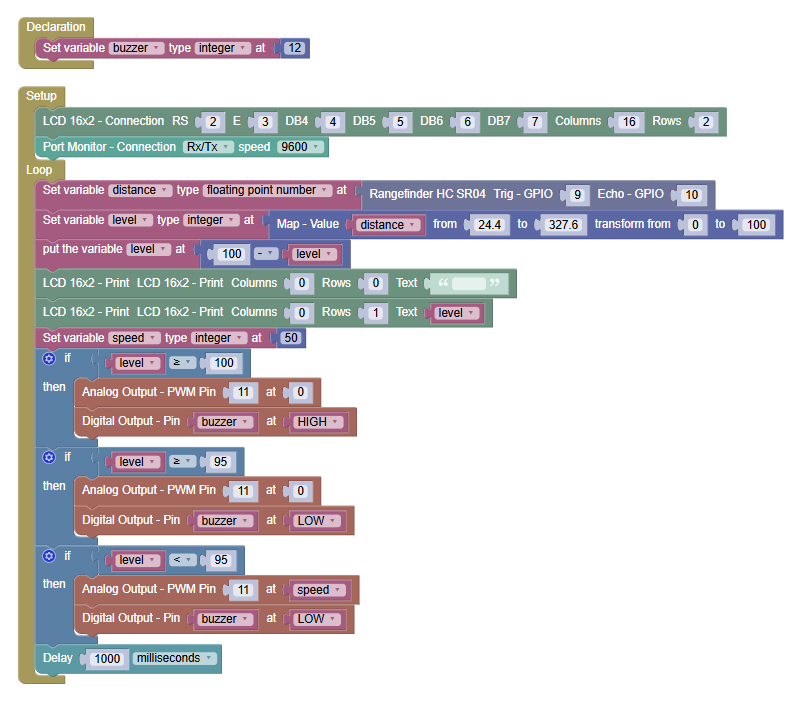 Declaration
Set variable buzzer type integer at 12
Setup
LCD 16x2 - Connection RS 2 E 3 DB4 4 DB5 5 DB6 6 DB7 7 Columns 16 Rows 2
Port Monitor - Connection Rx/Tx speed 9600
Loop
Set variable distance type floating point number at Rangefinder HC SR04 Trig - GPIO 9 Echo - GPIO 10
Set variable level type integer at Map - Value distance from 24.4 to 327.6 transform from 0 to 100
put the variable level at 100 - level
LCD 16x2 - Print LCD 16x2 - Print Columns 0 Rows 0 Text “ ”
LCD 16x2 - Print LCD 16x2 - Print Columns 0 Rows 1 Text level
Set variable speed type integer at 50
if level ≥ 100
then Analog Output - PWM Pin 11 at 0
Digital Output - Pin buzzer at HIGH
if level ≥ 95
then Analog Output - PWM Pin 11 at 0
Digital Output - Pin buzzer at LOW
if level < 95
then Analog Output - PWM Pin 11 at speed
Digital Output - Pin buzzer at LOW
Delay 1000 milliseconds